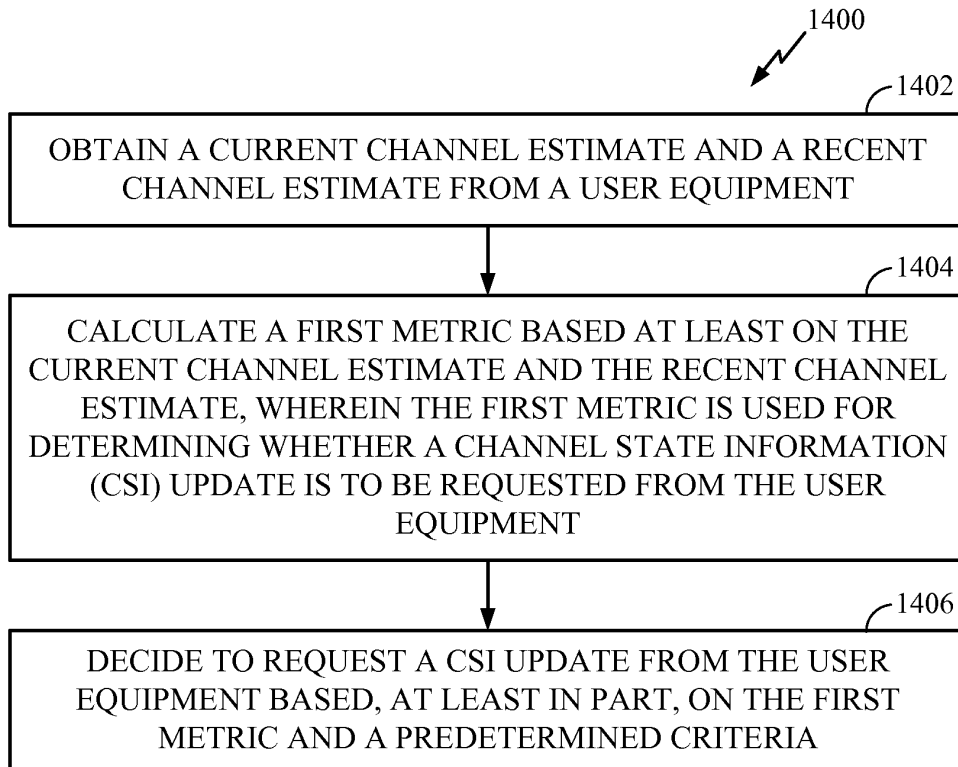 1400
1402
OBTAIN A CURRENT CHANNEL ESTIMATE AND A RECENT
CHANNEL ESTIMATE FROM A USER EQUIPMENT
1404
CALCULATE A FIRST METRIC BASED AT LEAST ON THE
CURRENT CHANNEL ESTIMATE AND THE RECENT CHANNEL
ESTIMATE, WHEREIN THE FIRST METRIC IS USED FOR
DETERMINING WHETHER A CHANNEL STATE INFORMATION
(CSI) UPDATE IS TO BE REQUESTED FROM THE USER
EQUIPMENT
1406
DECIDE TO REQUEST A CSI UPDATE FROM THE USER
EQUIPMENT BASED, AT LEAST IN PART, ON THE FIRST
METRIC AND A PREDETERMINED CRITERIA